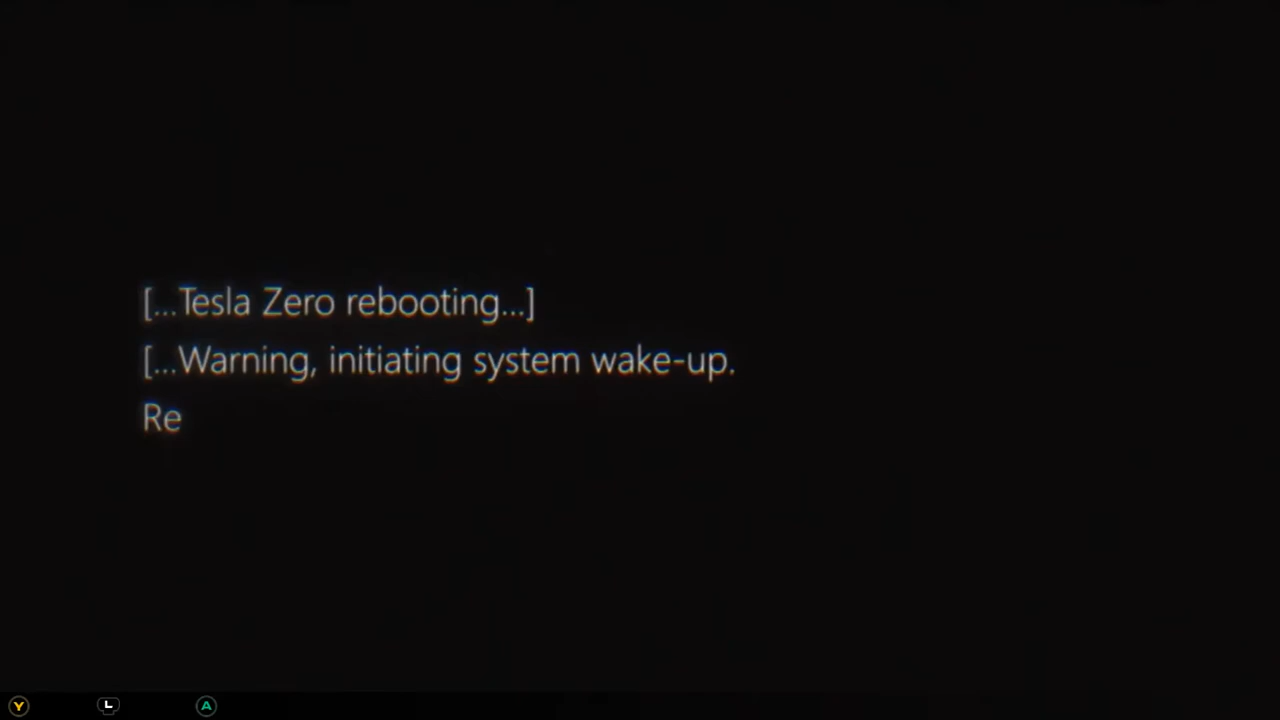 [...Tesla Zero rebooting...]
[...Warning, initiating system wake-up.
Re
Y
L
A